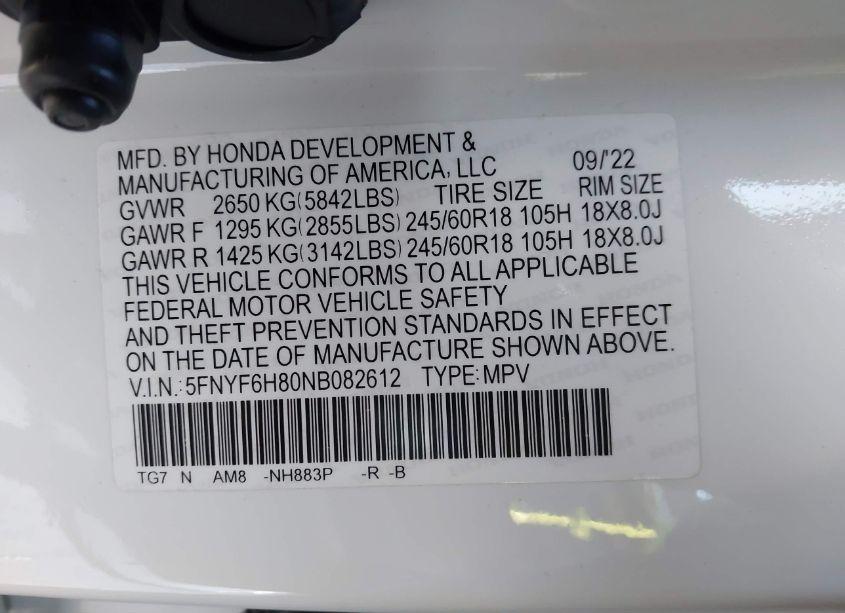 MFD. BY HONDA DEVELOPMENT &
MANUFACTURING OF AMERICA, LLC 09/'22
GVWR 2650 KG(5842LBS) TIRE SIZE RIM SIZE
GAWR F 1295 KG(2855LBS) 245/60R18 105H 18X8.0J
GAWR R 1425 KG(3142LBS) 245/60R18 105H 18X8.0J
THIS VEHICLE CONFORMS TO ALL APPLICABLE
FEDERAL MOTOR VEHICLE SAFETY
AND THEFT PREVENTION STANDARDS IN EFFECT
ON THE DATE OF MANUFACTURE SHOWN ABOVE.
V.I.N.: 5FNYF6H80NB082612 TYPE: MPV
TG7 N AM8 -NH883P -R -B